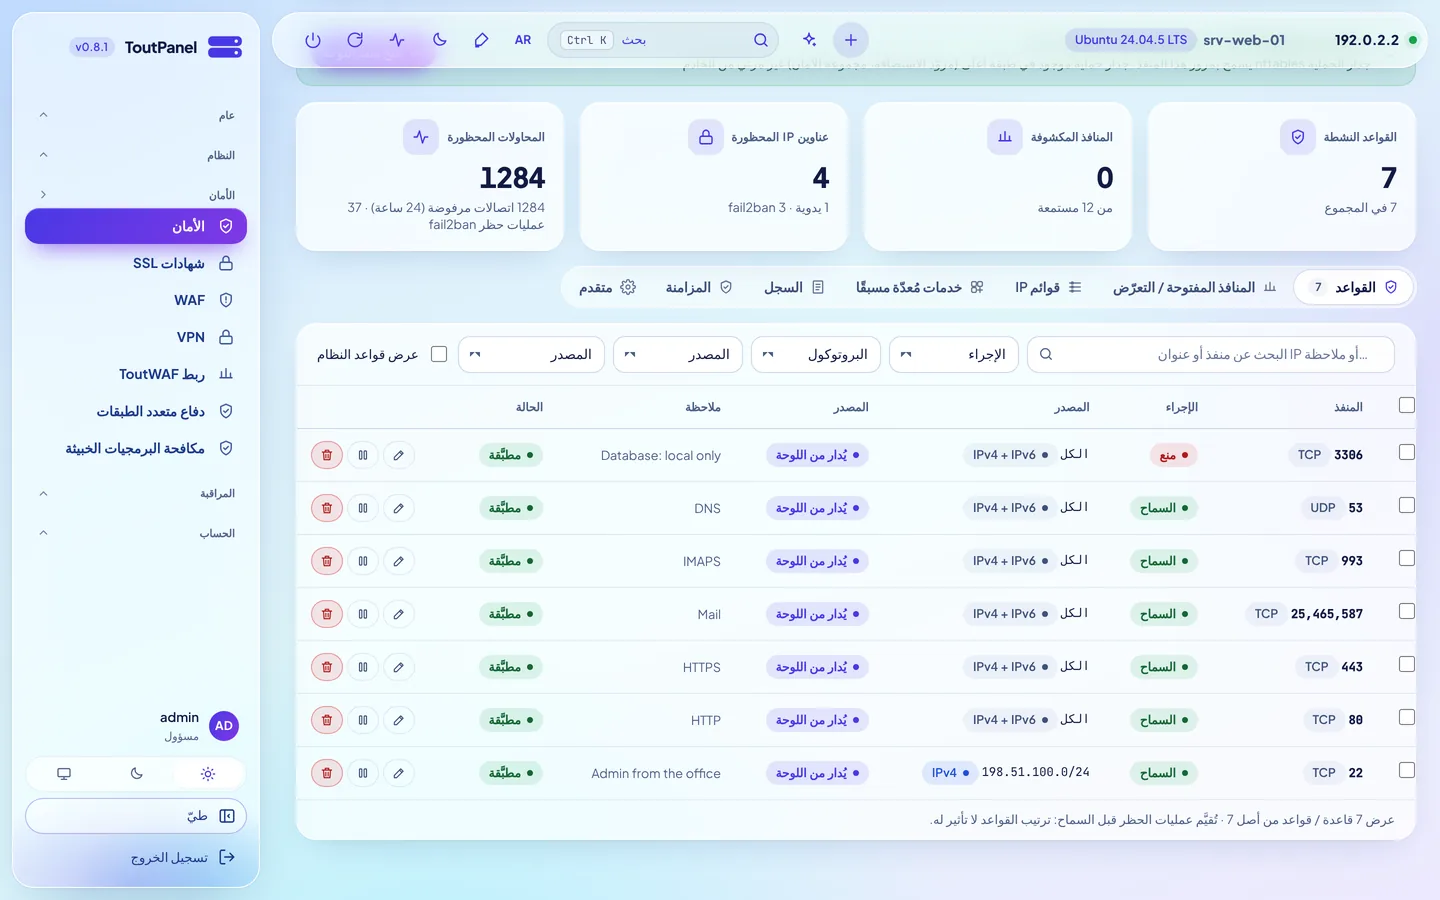 ToutPanel v0.8.1
عام
النظام
الأمان
الأمان
شهادات SSL
WAF
VPN
ربط ToutWAF
دفاع متعدد الطبقات
مكافحة البرمجيات الخبيثة
المراقبة
الحساب
AD admin
مسؤول
طيّ
تسجيل الخروج
192.0.2.2 srv-web-01 Ubuntu 24.04.5 LTS
بحث Ctrl K AR
القواعد النشطة
7
7 في المجموع
المنافذ المكشوفة
0
من 12 مستمعة
عناوين IP المحظورة
4
1 يدوية · 3 fail2ban
المحاولات المحظورة
1284
1284 اتصالات مرفوضة (24 ساعة) · 37
عمليات حظر fail2ban
القواعد 7 المنافذ المفتوحة / التعرّض قوائم IP خدمات مُعدّة مسبقًا السجل المزامنة متقدم
البحث عن منفذ أو عنوان IP أو ملاحظة... الإجراء البروتوكول المصدر المصدر عرض قواعد النظام
المنفذ الإجراء المصدر المصدر ملاحظة الحالة
3306 TCP منع الكل IPv4 + IPv6 يُدار من اللوحة Database: local only مطبَّقة
53 UDP السماح الكل IPv4 + IPv6 يُدار من اللوحة DNS مطبَّقة
993 TCP السماح الكل IPv4 + IPv6 يُدار من اللوحة IMAPS مطبَّقة
25,465,587 TCP السماح الكل IPv4 + IPv6 يُدار من اللوحة Mail مطبَّقة
443 TCP السماح الكل IPv4 + IPv6 يُدار من اللوحة HTTPS مطبَّقة
80 TCP السماح الكل IPv4 + IPv6 يُدار من اللوحة HTTP مطبَّقة
22 TCP السماح 198.51.100.0/24 IPv4 يُدار من اللوحة Admin from the office مطبَّقة
عرض 7 قاعدة / قواعد من أصل 7 · تُقيَّم عمليات الحظر قبل السماح: ترتيب القواعد لا تأثير له.